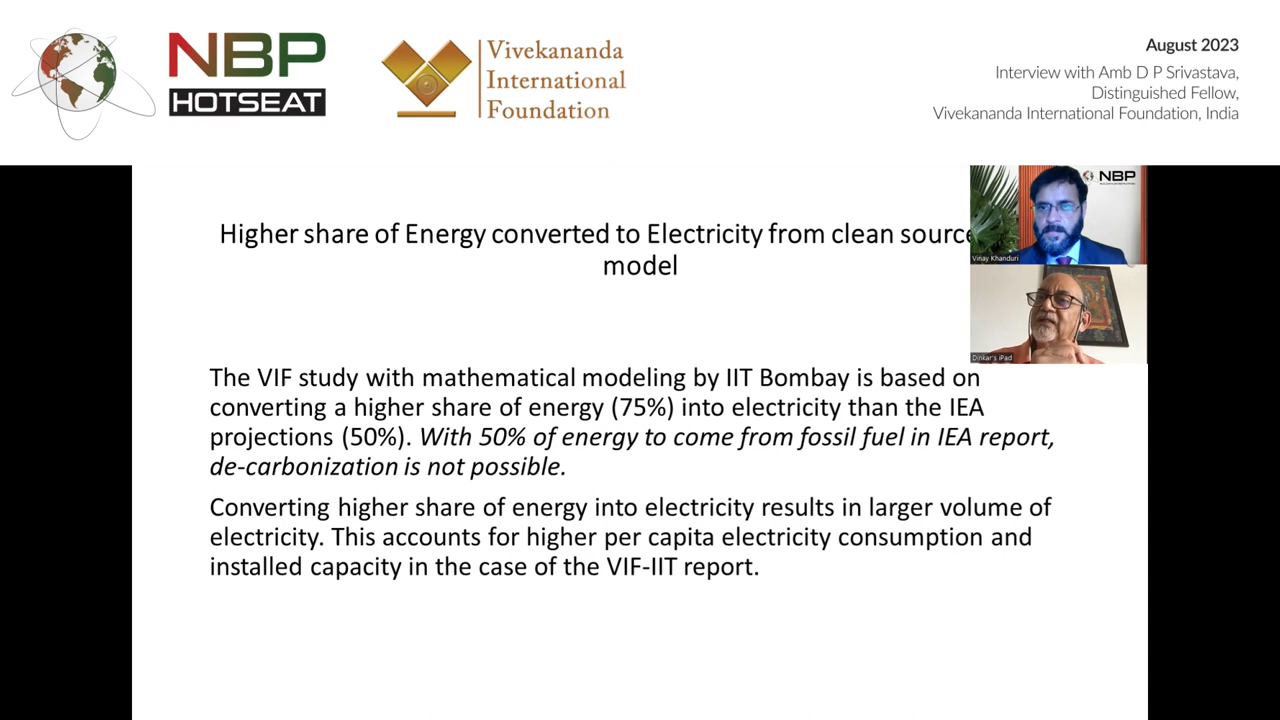 NBP
HOTSEAT
Vivekananda
International
Foundation
August 2023
Interview with Amb D P Srivastava,
Distinguished Fellow,
Vivekananda International Foundation, India
NBP
Vinay Khanduri
Dinkar's iPad
Higher share of Energy converted to Electricity from clean source
model
The VIF study with mathematical modeling by IIT Bombay is based on
converting a higher share of energy (75%) into electricity than the IEA
projections (50%). With 50% of energy to come from fossil fuel in IEA report,
de-carbonization is not possible.
Converting higher share of energy into electricity results in larger volume of
electricity. This accounts for higher per capita electricity consumption and
installed capacity in the case of the VIF-IIT report.